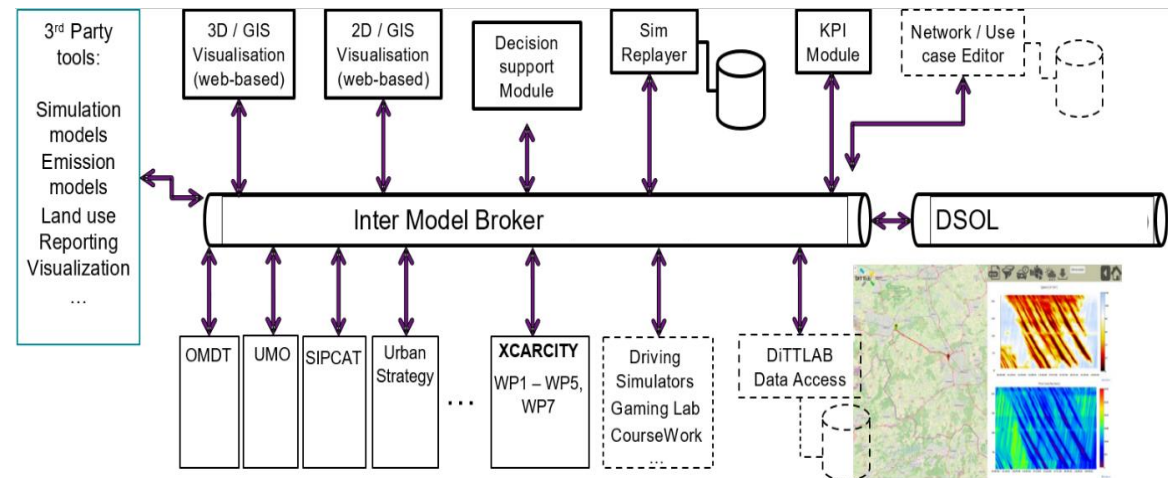 3rd Party
tools:
Simulation
models
Emission
models
Land use
Reporting
Visualization
...
3D / GIS
Visualisation
(web-based)
2D / GIS
Visualisation
(web-based)
Decision
support
Module
Sim
Replayer
KPI
Module
Network / Use
case Editor
Inter Model Broker
DSOL
OMDT
UMO
SIPCAT
Urban
Strategy
...
XCARCITY
WP1 – WP5,
WP7
Driving
Simulators
Gaming Lab
CourseWork
...
DiTTLAB
Data Access